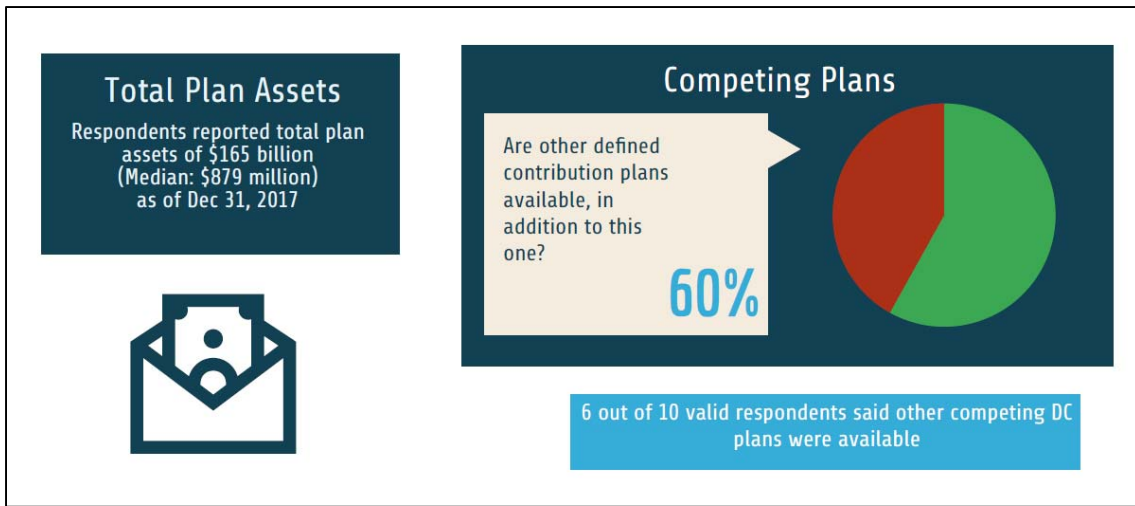 Total Plan Assets
Respondents reported total plan
assets of $165 billion
(Median: $879 million)
as of Dec 31, 2017
Competing Plans
Are other defined
contribution plans
available, in
addition to this
one?
60%
6 out of 10 valid respondents said other competing DC
plans were available